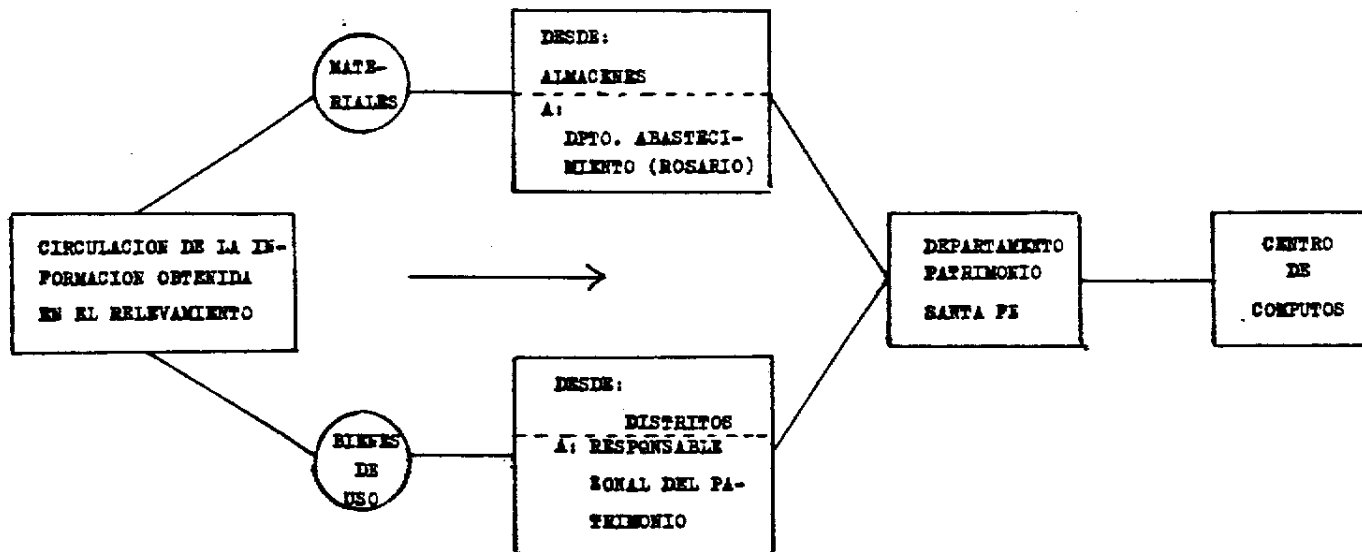 MATE-
RIALES
DESDE:
ALMACENES
A:
DPTO. ABASTECI-
MIENTO (ROSARIO)
CIRCULACION DE LA IN-
FORMACION OBTENIDA
EN EL RELEVAMIENTO
DEPARTAMENTO
PATRIMONIO
SANTA FE
CENTRO
DE
COMPUTOS
BIENES
DE
USO
DESDE:
DISTRITOS
A: RESPONSABLE
ZONAL DEL PA-
TRIMONIO